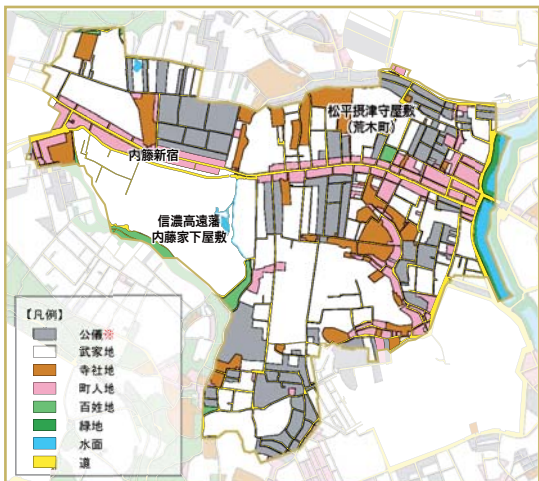 松平摂津守屋敷
(荒木町)
内藤新宿
信濃高遠藩
内藤家下屋敷
【凡例】
公儀※
武家地
寺社地
町人地
百姓地
緑地
水面
道